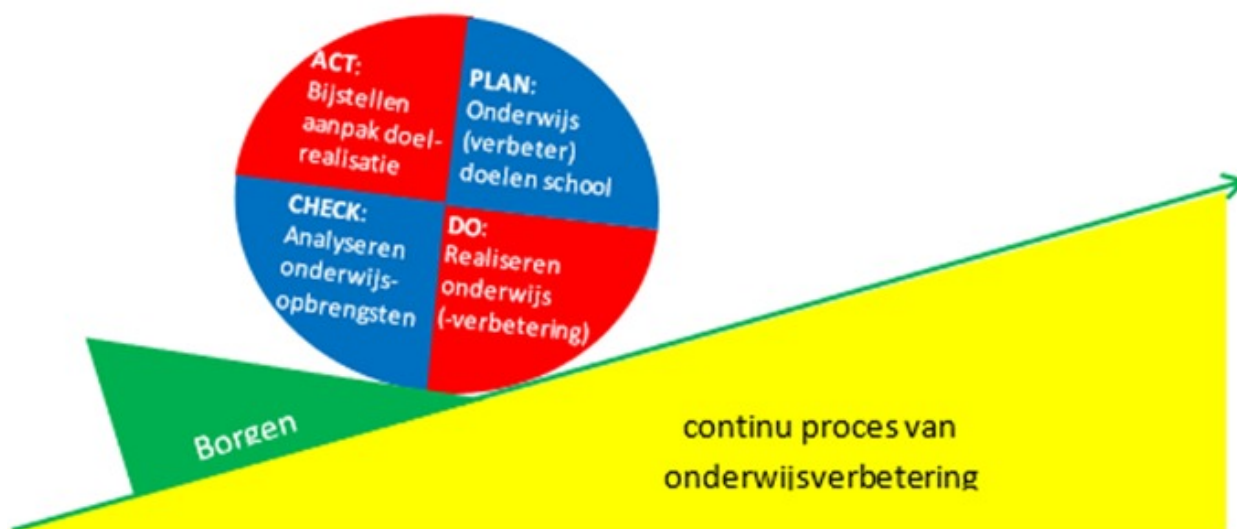 ACT:
Bijstellen
aanpak doel-
realisatie
PLAN:
Onderwijs
(verbeter)
doelen school
CHECK:
Analyseren
onderwijs-
opbrengsten
DO:
Realiseren
onderwijs
(-verbetering)
Borgen
continu proces van
onderwijsverbetering